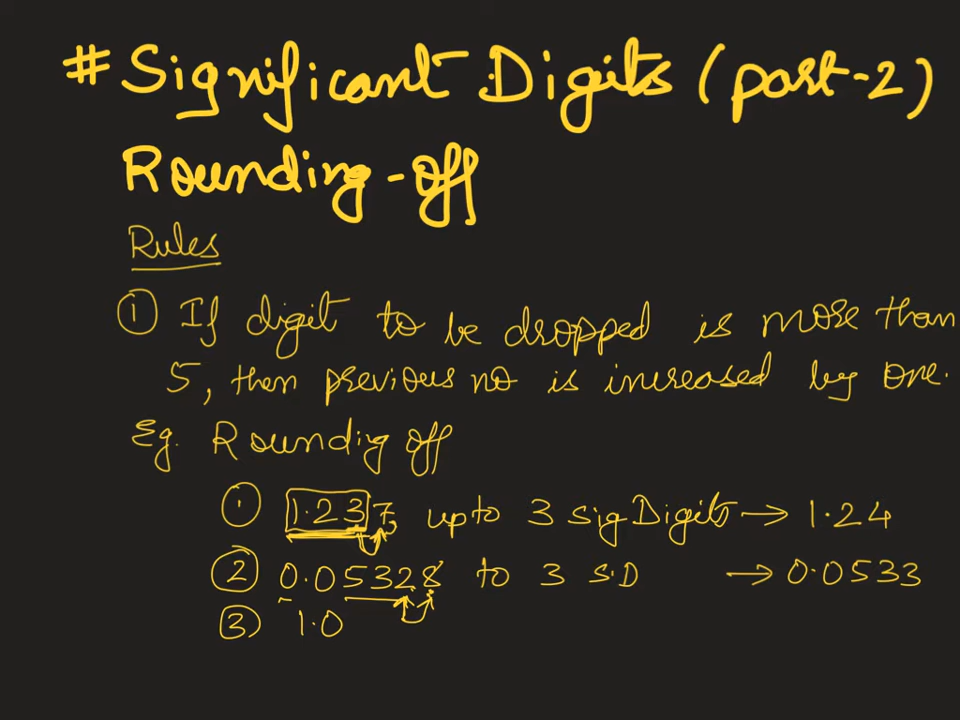 # Significant Digits (part-2)
Rounding-off
Rules
① If digit to be dropped is more than
5, then previous no is increased by one.
Eg. Rounding off
① 1.237 upto 3 sig Digits → 1.24
② 0.05328 to 3 S.D → 0.0533
③ 1.0